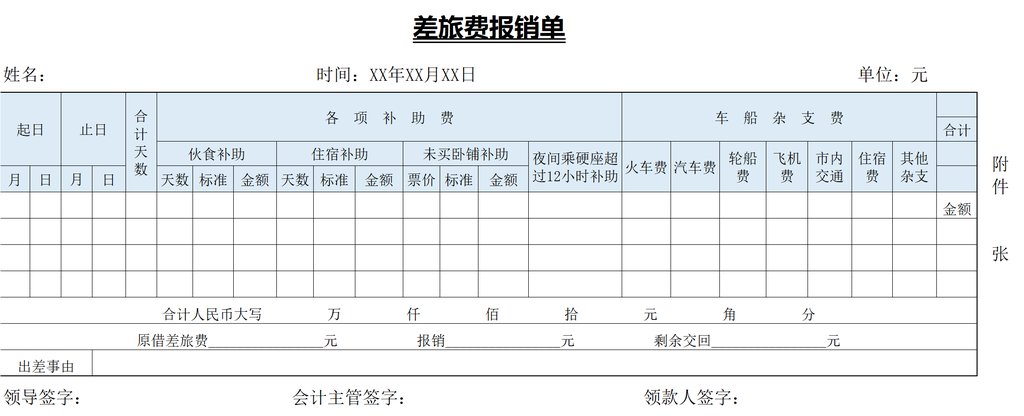 差旅费报销单
姓名： 时间：XX年XX月XX日 单位：元
起日 止日 合计天数 各 项 补 助 费 车 船 杂 支 费 合计
伙食补助 住宿补助 未买卧铺补助 夜间乘硬座超过12小时补助 火车费 汽车费 轮船费 飞机费 市内交通 住宿费 其他杂支
月 日 月 日 天数 标准 金额 天数 标准 金额 票价 标准 金额
金额
附件 张
合计人民币大写 万 仟 佰 拾 元 角 分
原借差旅费______________元 报销______________元 剩余交回______________元
出差事由
领导签字： 会计主管签字： 领款人签字：